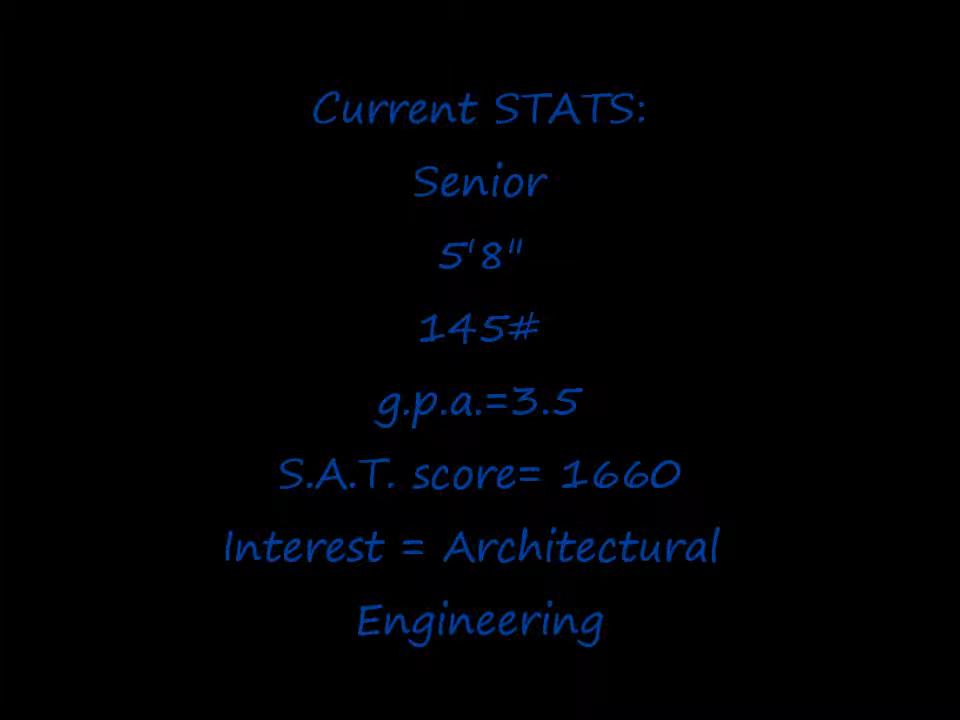 Current STATS:
Senior
5'8"
145#
g.p.a.=3.5
S.A.T. score= 1660
Interest = Architectural
Engineering